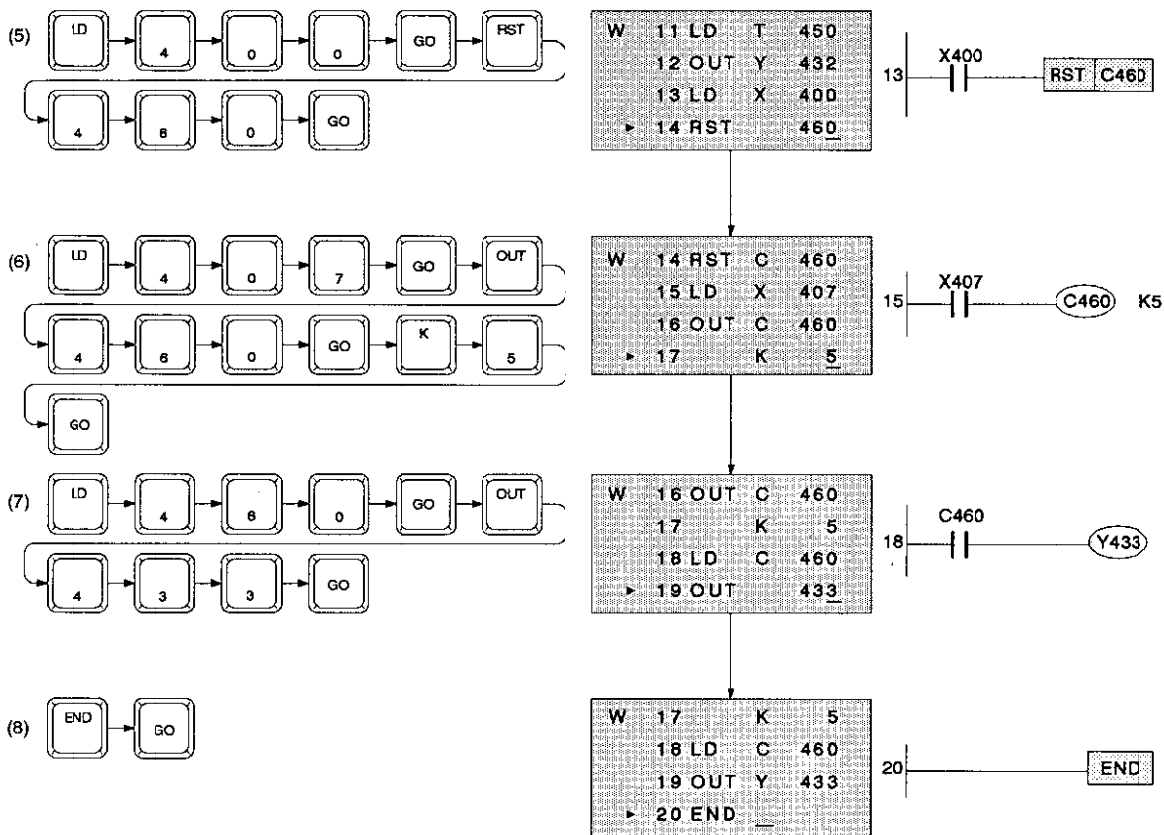 (5) LD 4 0 0 GO RST
4 6 0 GO
W 11 LD T 450
12 OUT Y 432
13 LD X 400
► 14 RST 460
X400
13 RST C460
(6) LD 4 0 7 GO OUT
4 6 0 GO K 5
GO
W 14 RST C 460
15 LD X 407
16 OUT C 460
► 17 K 5
X407
15 C460 K5
(7) LD 4 6 0 GO OUT
4 3 3 GO
W 16 OUT C 460
17 K 5
18 LD C 460
► 19 OUT 433
C460
18 Y433
(8) END GO
W 17 K 5
18 LD C 460
19 OUT Y 433
► 20 END _
20 END